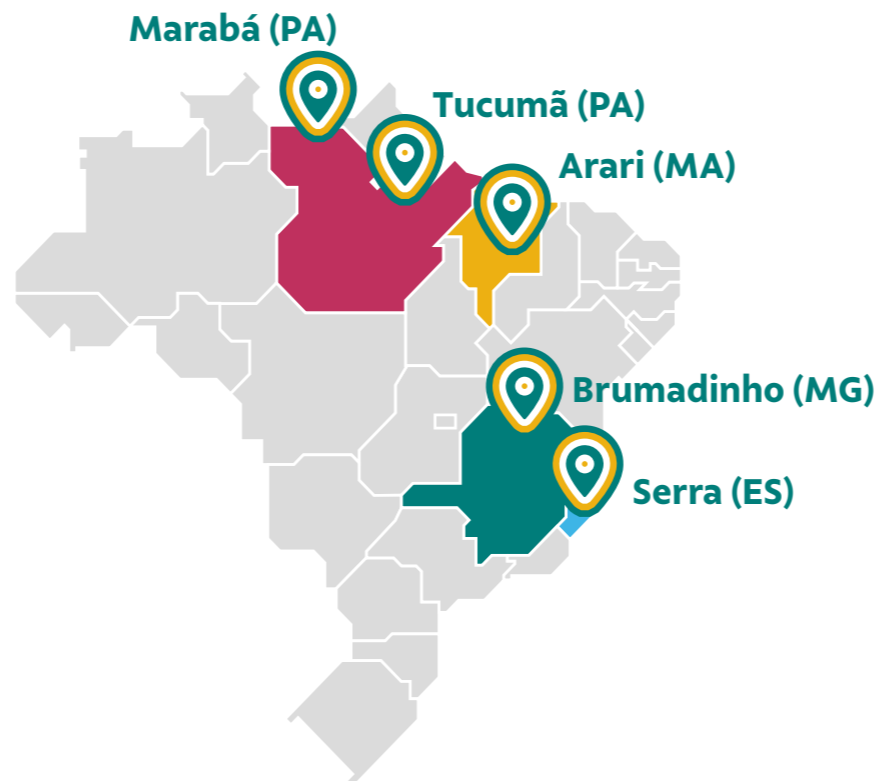 Marabá (PA)
Tucumã (PA)
Arari (MA)
Brumadinho (MG)
Serra (ES)